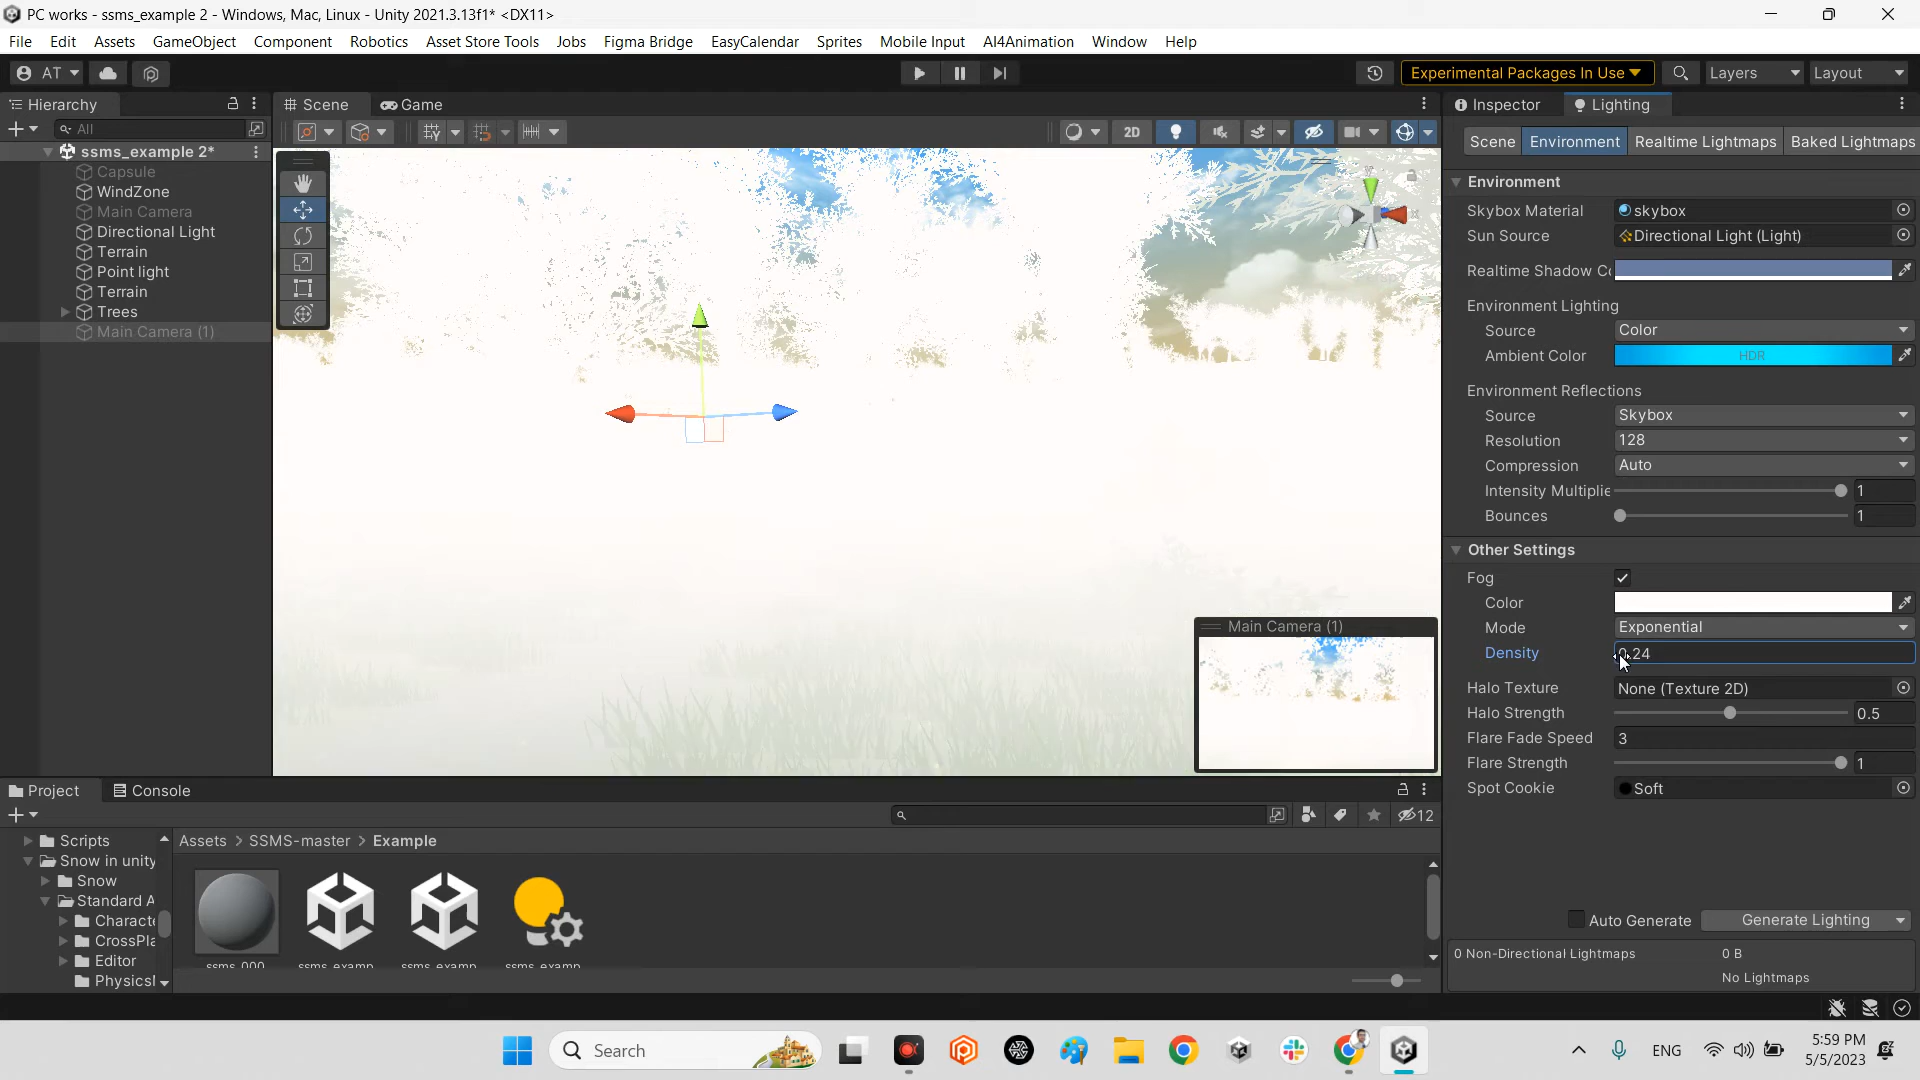 PC works - ssms_example 2 - Windows, Mac, Linux - Unity 2021.3.13f1* <DX11>
File Edit Assets GameObject Component Robotics Asset Store Tools Jobs Figma Bridge EasyCalendar Sprites Mobile Input AI4Animation Window Help
AT Experimental Packages In Use Layers Layout
Hierarchy Scene Game Inspector Lighting
All 2D
Scene Environment Realtime Lightmaps Baked Lightmaps
ssms_example 2*
Capsule
WindZone
Main Camera
Directional Light
Terrain
Point light
Terrain
Trees
Main Camera (1)
Main Camera (1)
Environment
Skybox Material skybox
Sun Source Directional Light (Light)
Realtime Shadow Co
Environment Lighting
Source Color
Ambient Color HDR
Environment Reflections
Source Skybox
Resolution 128
Compression Auto
Intensity Multiplie 1
Bounces 1
Other Settings
Fog
Color
Mode Exponential
Density 0.24
Halo Texture None (Texture 2D)
Halo Strength 0.5
Flare Fade Speed 3
Flare Strength 1
Spot Cookie Soft
Auto Generate Generate Lighting
0 Non-Directional Lightmaps 0 B
No Lightmaps
Project Console
12
Scripts
Snow in unity
Snow
Standard A
Characte
CrossPla
Editor
PhysicsI
Assets > SSMS-master > Example
ssms_000 ssms_examp ssms_examp ssms_examp
Search
ENG
5:59 PM
5/5/2023